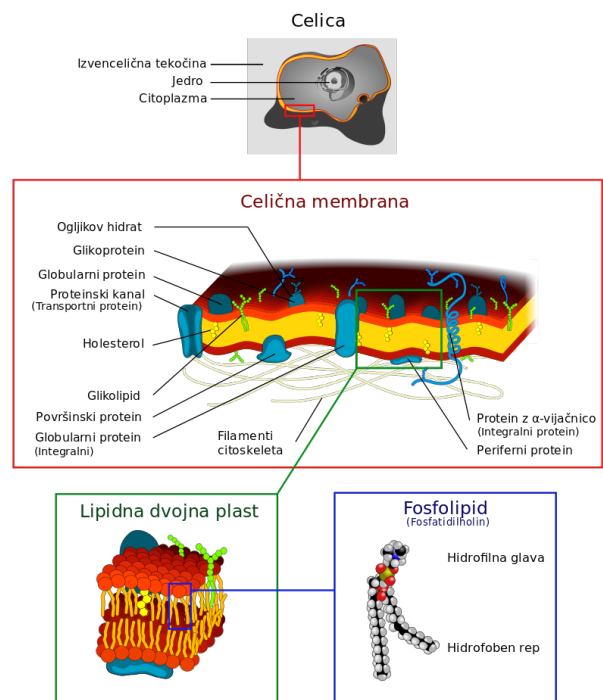 Celica
Izvencelična tekočina
Jedro
Citoplazma
Celična membrana
Ogljikov hidrat
Glikoprotein
Globularni protein
Proteinski kanal
(Transportni protein)
Holesterol
Glikolipid
Površinski protein
Globularni protein
(Integralni)
Filamenti
citoskeleta
Protein z α-vijačnico
(Integralni protein)
Periferni protein
Lipidna dvojna plast
Fosfolipid
(Fosfatidilholin)
Hidrofilna glava
Hidrofoben rep